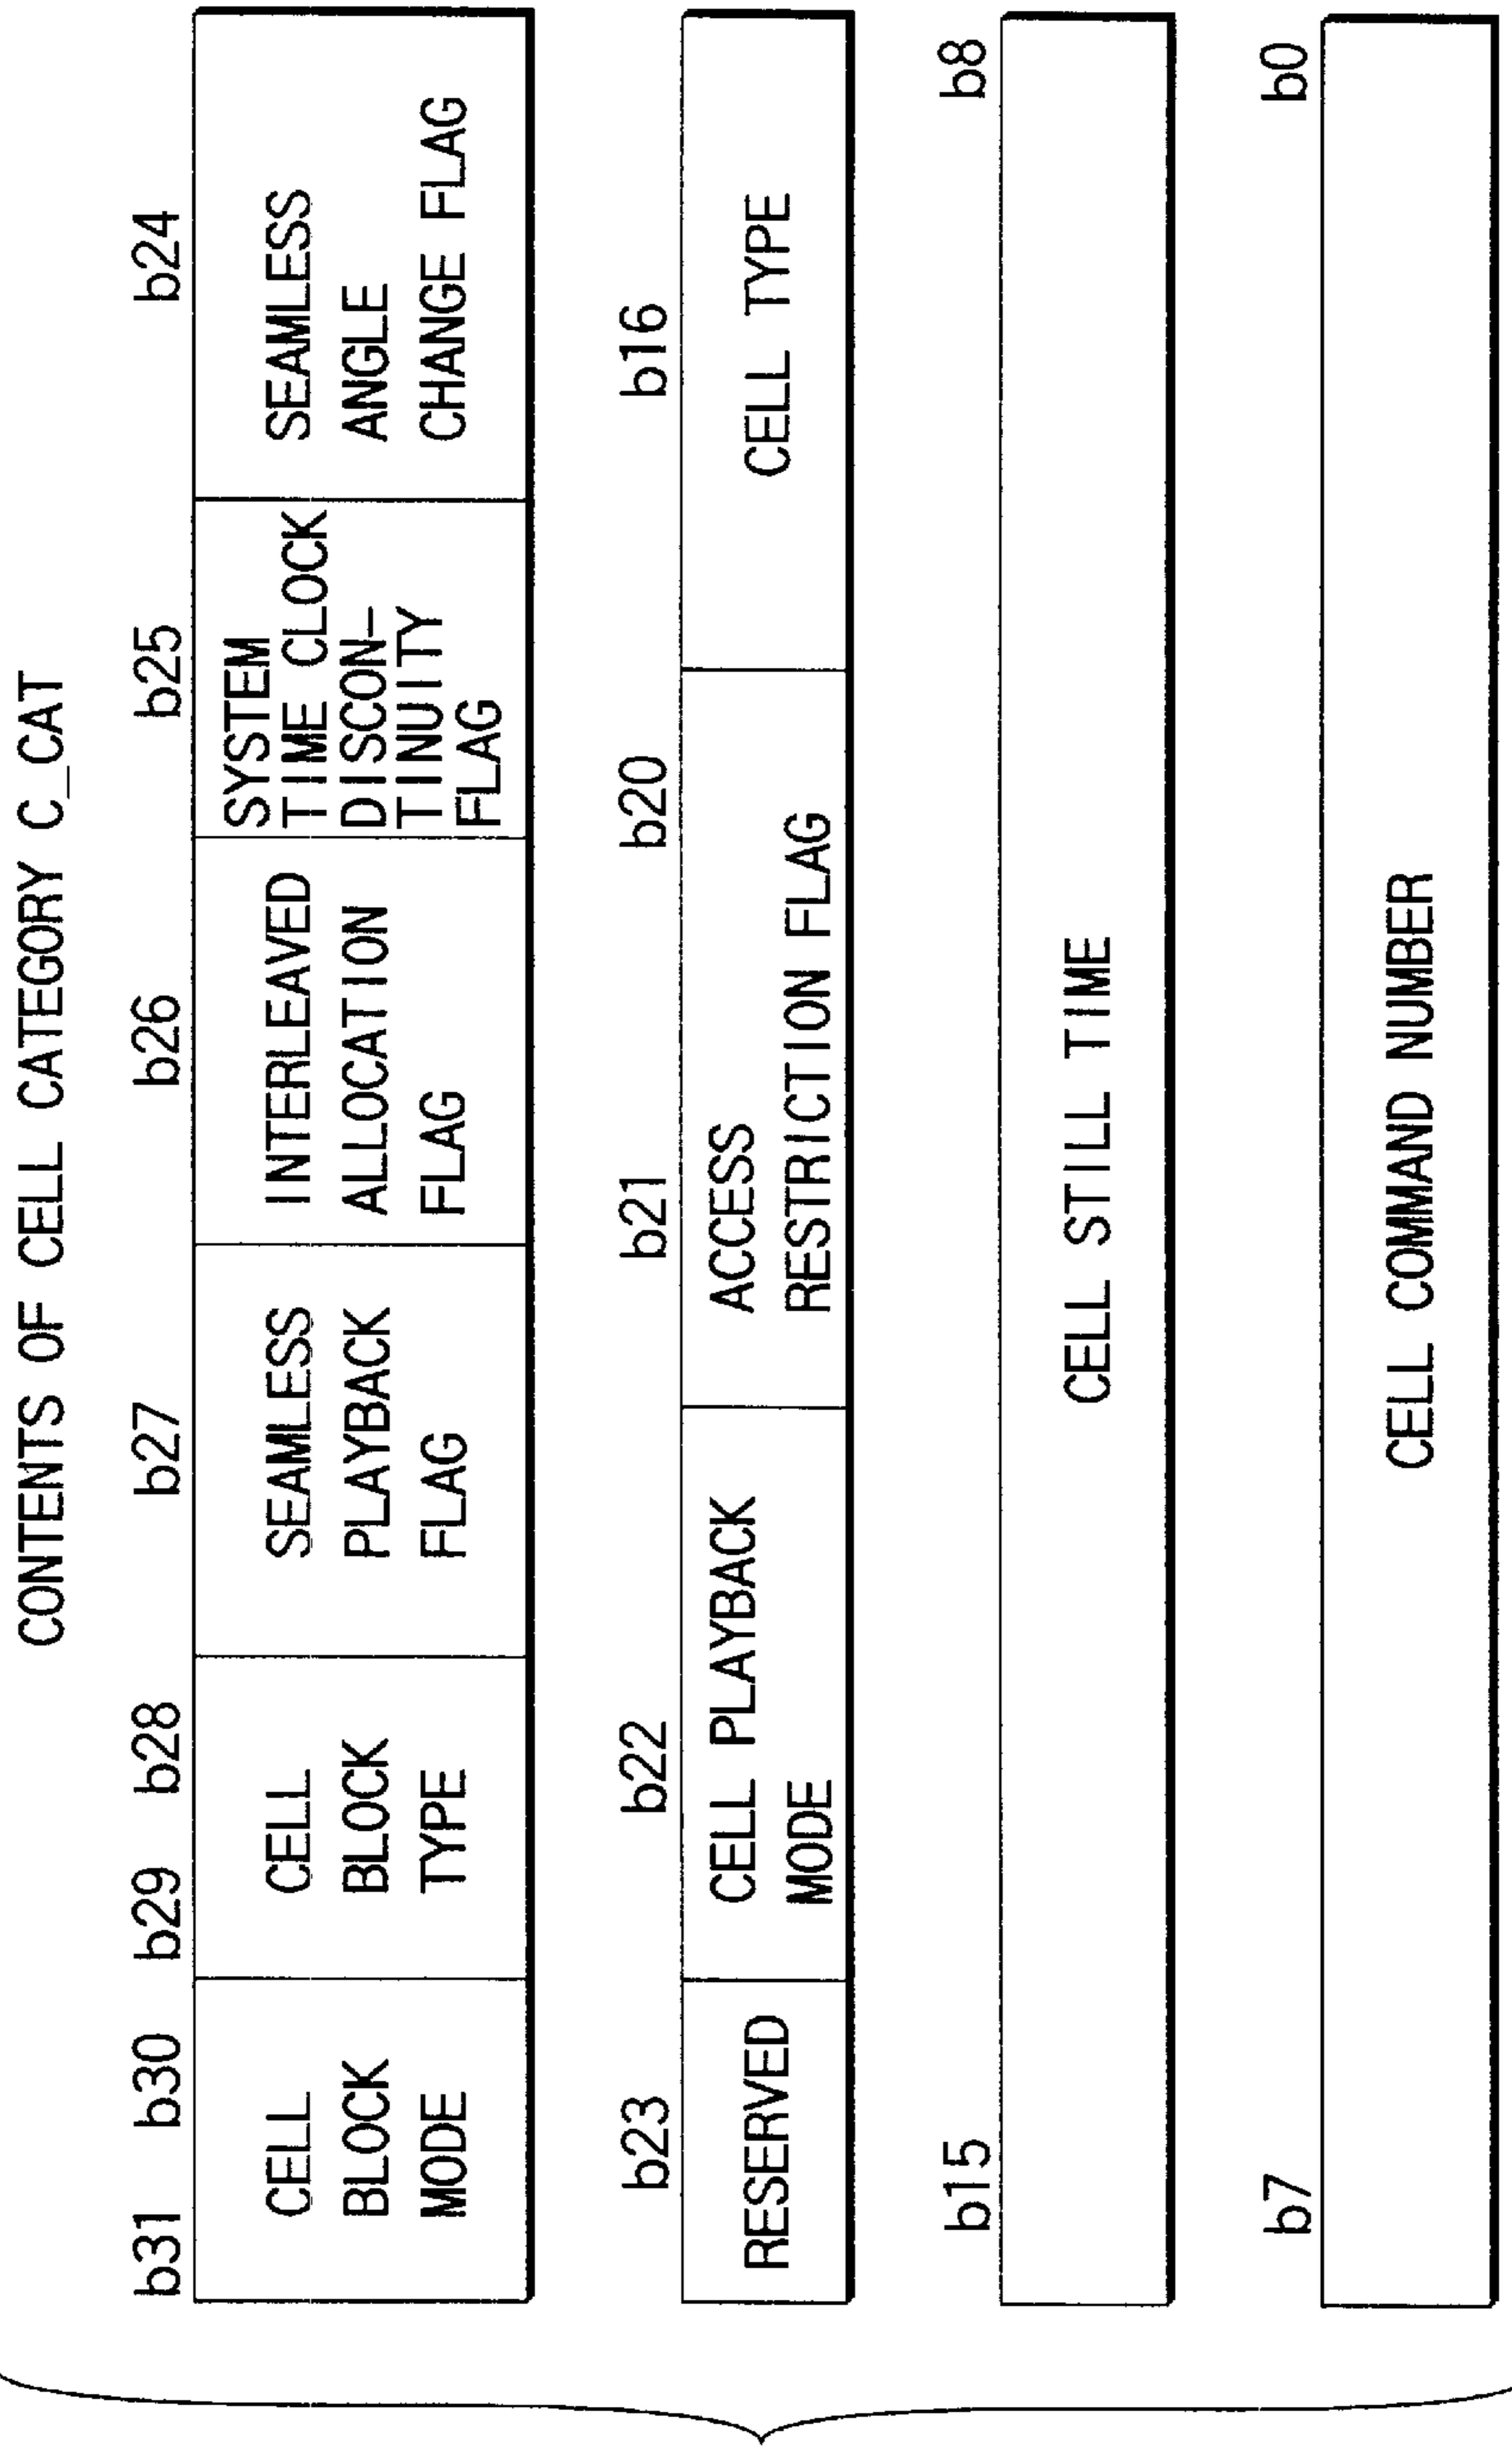 CONTENTS OF CELL CATEGORY C_CAT
b31 b30 b29 b28 b27 b26 b25 b24
CELL
BLOCK
MODE
CELL
BLOCK
TYPE
SEAMLESS
PLAYBACK
FLAG
INTERLEAVED
ALLOCATION
FLAG
SYSTEM
TIME CLOCK
DISCON-
TINUITY
FLAG
SEAMLESS
ANGLE
CHANGE FLAG
b23 b22 b21 b20 b16
RESERVED
CELL PLAYBACK
MODE
ACCESS
RESTRICTION FLAG
CELL TYPE
b15 b8
CELL STILL TIME
b7 b0
CELL COMMAND NUMBER